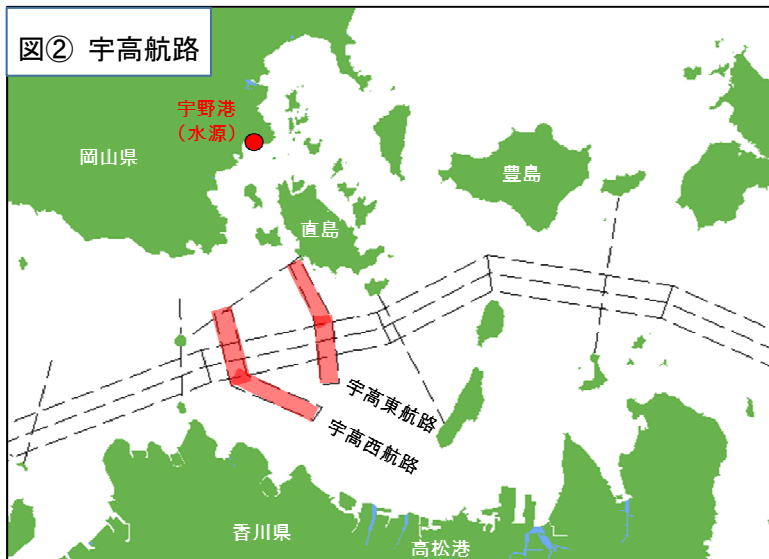 図② 宇高航路
宇野港
（水源）
岡山県
豊島
直島
宇高東航路
宇高西航路
香川県
高松港